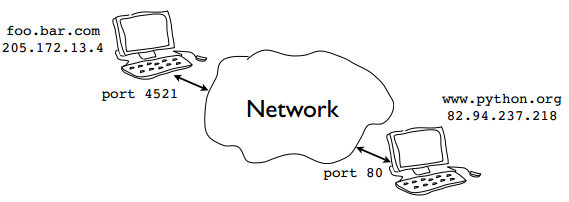 foo.bar.com
205.172.13.4
port 4521
Network
www.python.org
82.94.237.218
port 80